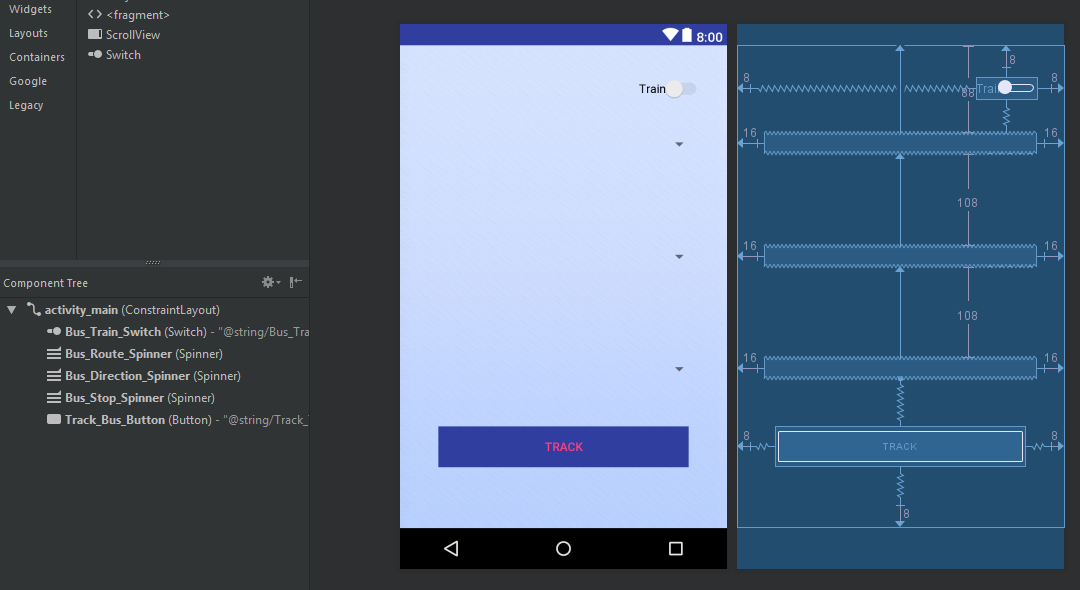 Widgets
Layouts
Containers
Google
Legacy
<fragment>
ScrollView
Switch
Component Tree
activity_main (ConstraintLayout)
Bus_Train_Switch (Switch) - "@string/Bus_Tra
Bus_Route_Spinner (Spinner)
Bus_Direction_Spinner (Spinner)
Bus_Stop_Spinner (Spinner)
Track_Bus_Button (Button) - "@string/Track_
8:00
Train
TRACK
8
8
88
Trai
8
16
16
108
16
16
108
16
16
8
TRACK
8
8